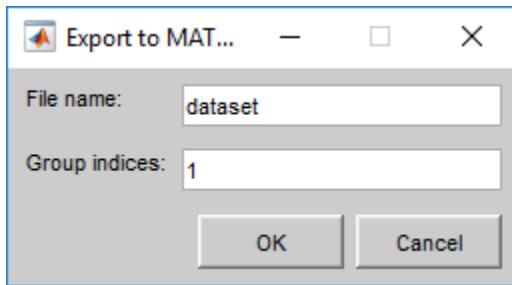 Export to MAT...
File name: dataset
Group indices: 1
OK Cancel